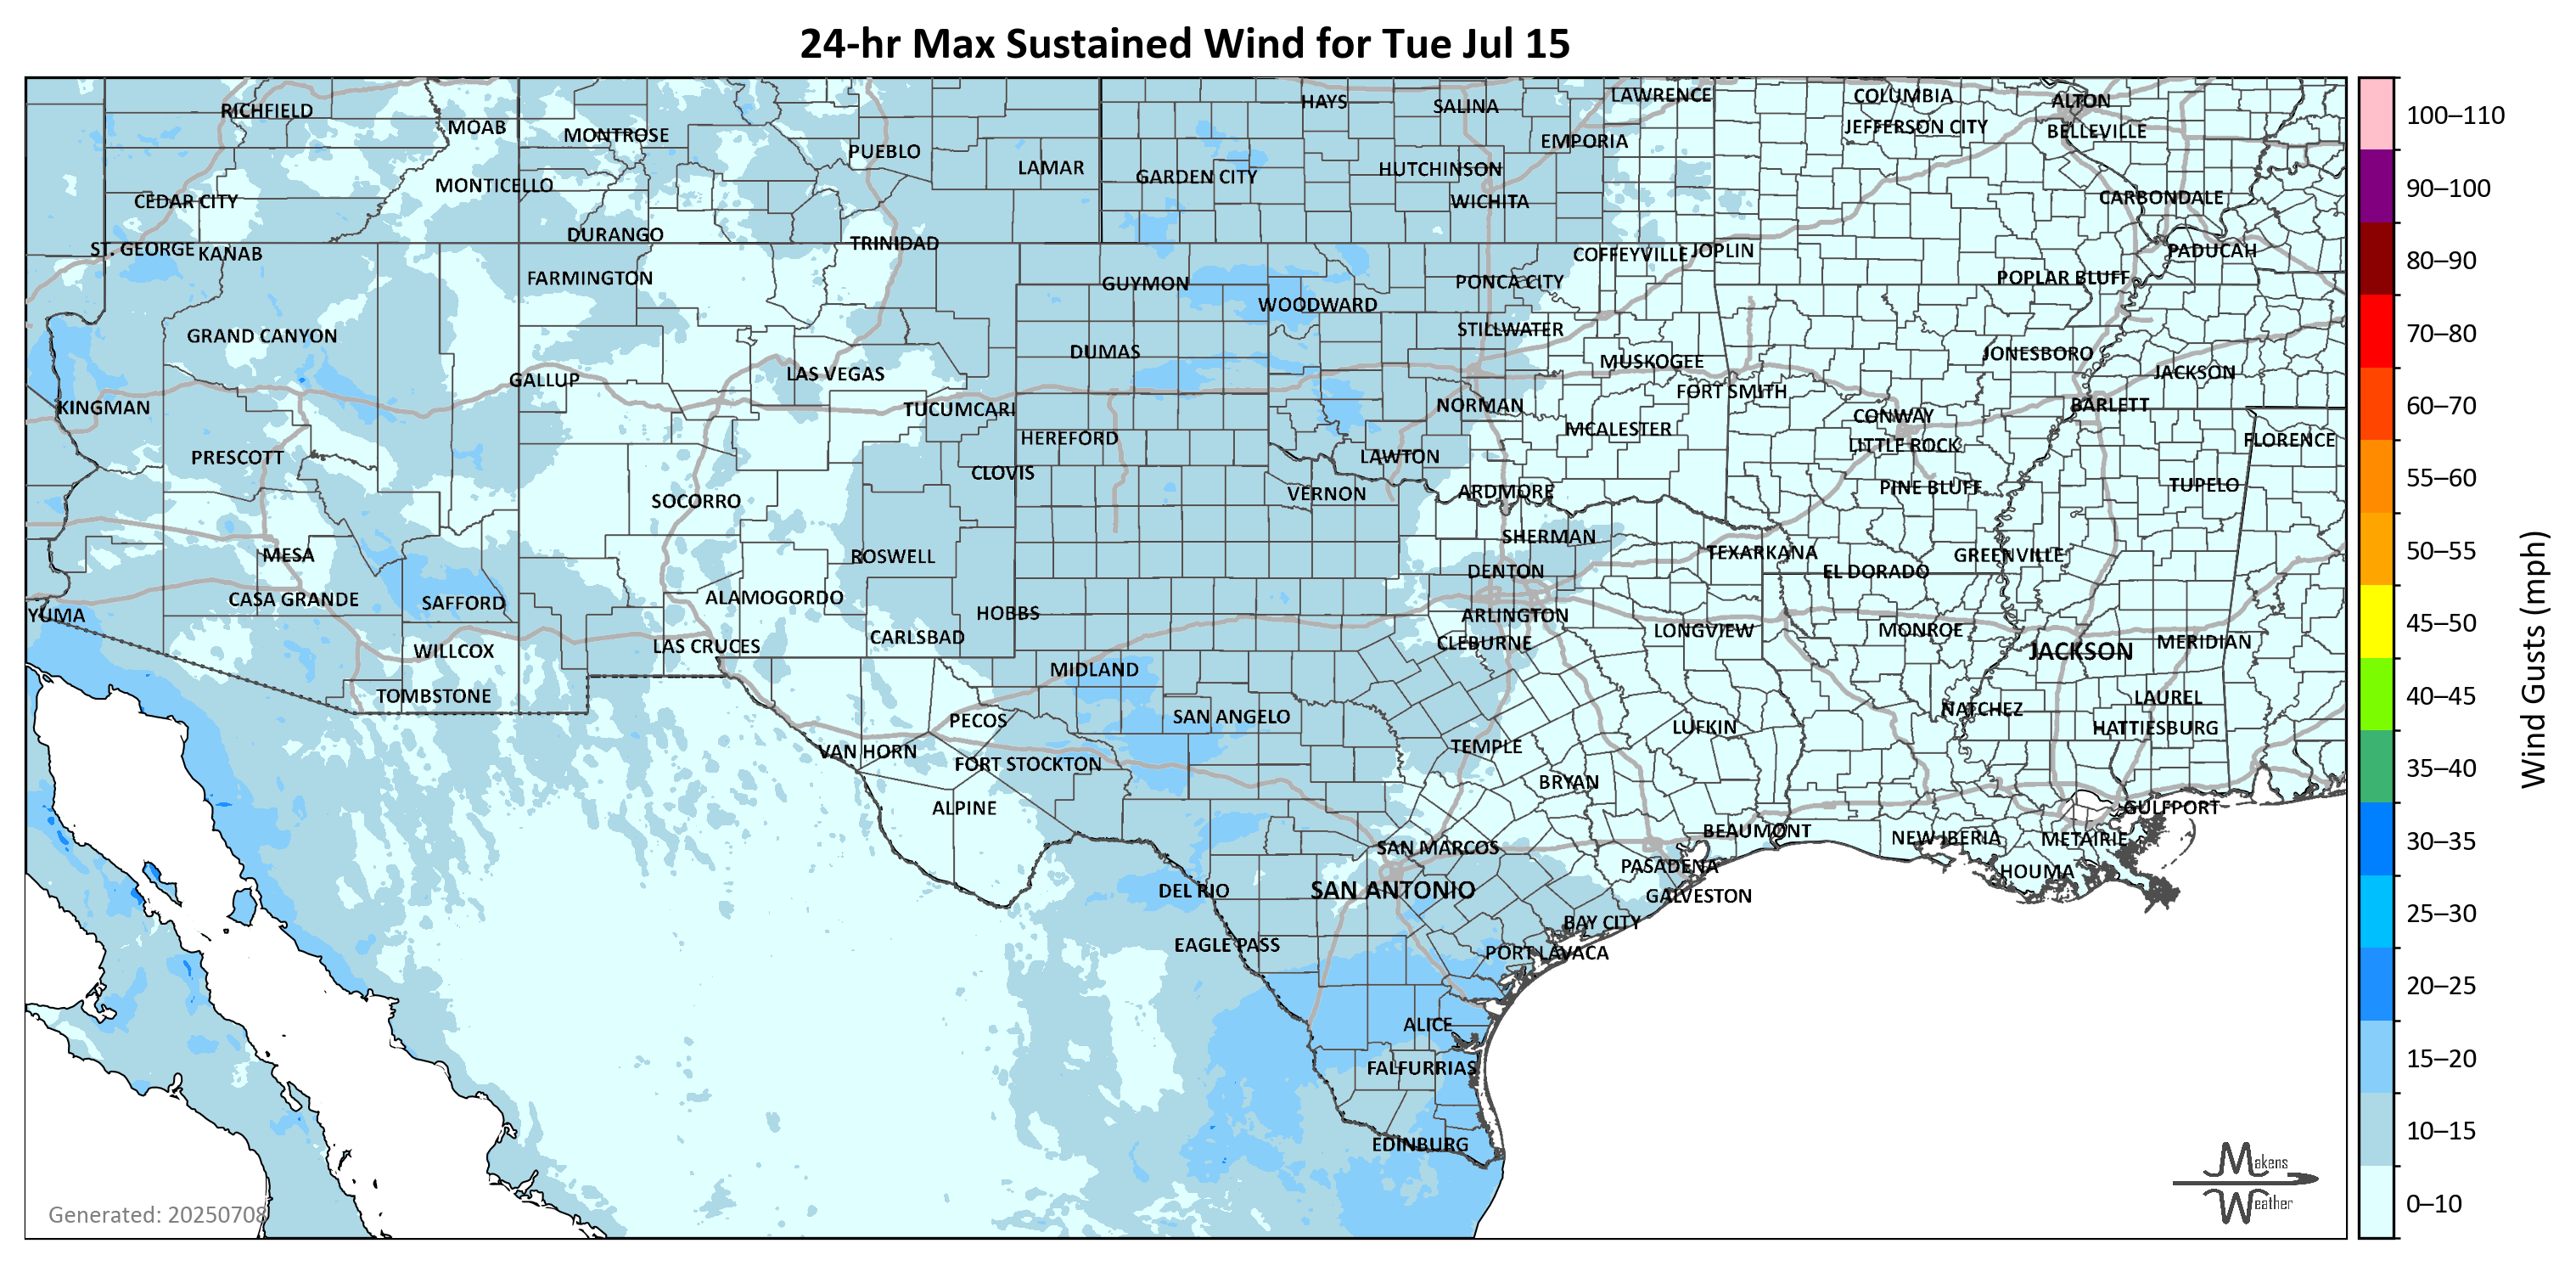 24-hr Max Sustained Wind for Tue Jul 15
RICHFIELD
MOAB
MONTROSE
PUEBLO
LAMAR
HAYS
SALINA
LAWRENCE
EMPORIA
COLUMBIA
JEFFERSON CITY
ALTON
BELLEVILLE
MONTICELLO
CEDAR CITY
GARDEN CITY
HUTCHINSON
WICHITA
CARBONDALE
ST. GEORGE
KANAB
DURANGO
TRINIDAD
COFFEYVILLE
JOPLIN
PADUCAH
FARMINGTON
GUYMON
WOODWARD
PONCA CITY
POPLAR BLUFF
GRAND CANYON
DUMAS
STILLWATER
MUSKOGEE
JONESBORO
JACKSON
GALLUP
LAS VEGAS
FORT SMITH
KINGMAN
TUCUMCARI
NORMAN
CONWAY
BARLETT
HEREFORD
MCALESTER
LITTLE ROCK
FLORENCE
PRESCOTT
CLOVIS
LAWTON
SOCORRO
VERNON
ARDMORE
PINE BLUFF
TUPELO
MESA
ROSWELL
SHERMAN
TEXARKANA
GREENVILLE
DENTON
EL DORADO
YUMA
CASA GRANDE
SAFFORD
ALAMOGORDO
HOBBS
ARLINGTON
WILLCOX
LAS CRUCES
CARLSBAD
CLEBURNE
LONGVIEW
MONROE
JACKSON
MERIDIAN
TOMBSTONE
MIDLAND
LAUREL
PECOS
SAN ANGELO
NATCHEZ
HATTIESBURG
VAN HORN
FORT STOCKTON
TEMPLE
LUFKIN
BRYAN
ALPINE
GULFPORT
BEAUMONT
NEW IBERIA
METAIRIE
SAN MARCOS
PASADENA
HOUMA
DEL RIO
SAN ANTONIO
GALVESTON
BAY CITY
EAGLE PASS
PORT LAVACA
ALICE
FALFURRIAS
EDINBURG
Generated: 20250708
Makens
Weather
100–110
90–100
80–90
70–80
60–70
55–60
50–55
45–50
40–45
35–40
30–35
25–30
20–25
15–20
10–15
0–10
Wind Gusts (mph)